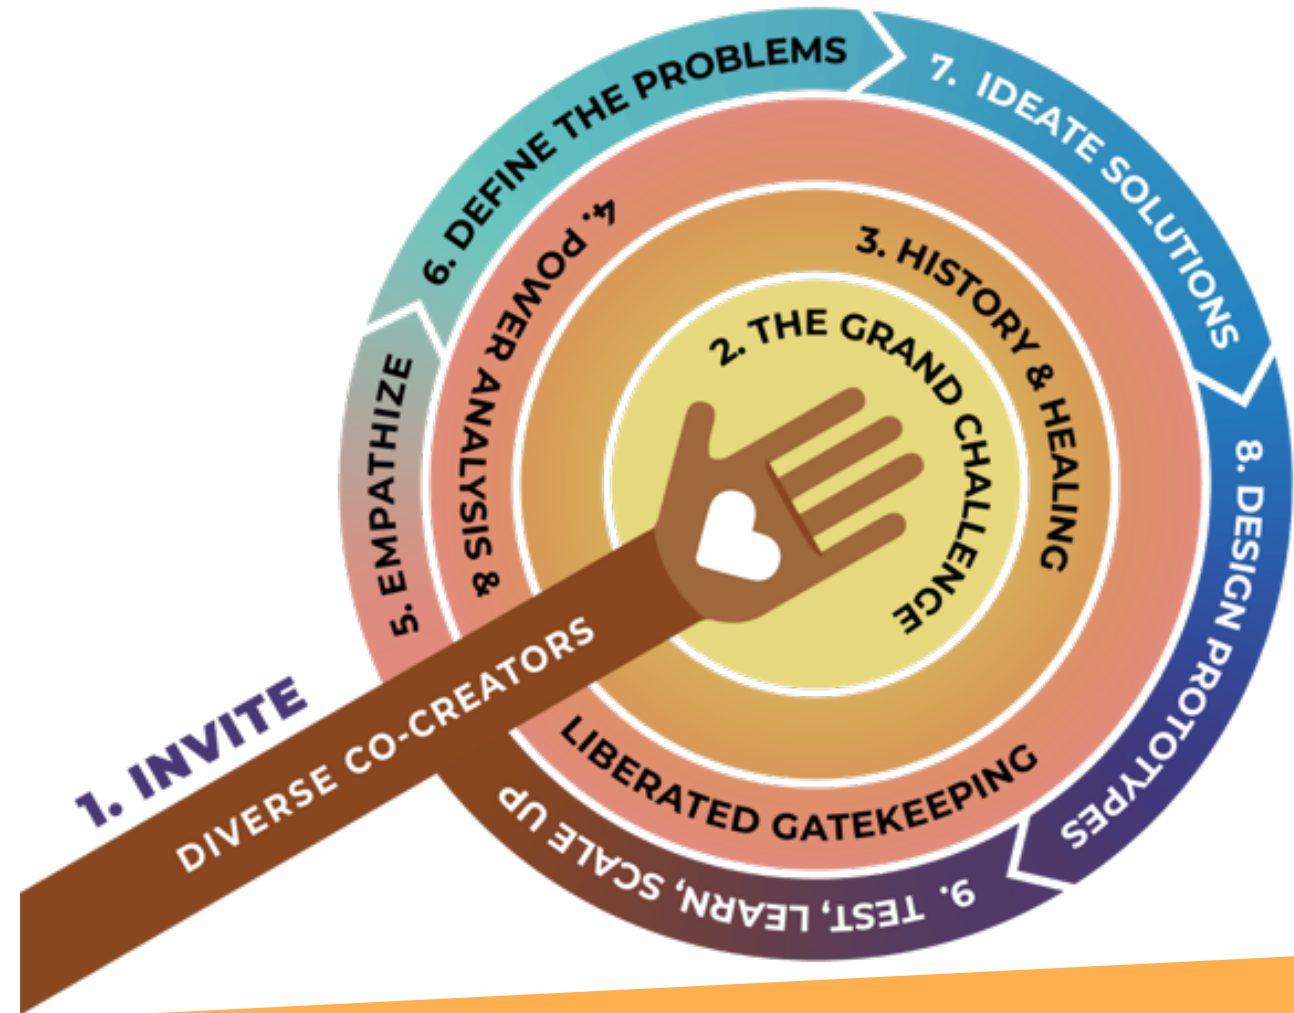 1. INVITE
DIVERSE CO-CREATORS
2. THE GRAND CHALLENGE
3. HISTORY & HEALING
4. POWER ANALYSIS &
LIBERATED GATEKEEPING
5. EMPATHIZE
6. DEFINE THE PROBLEMS
7. IDEATE SOLUTIONS
8. DESIGN PROTOTYPES
9. TEST, LEARN, SCALE UP